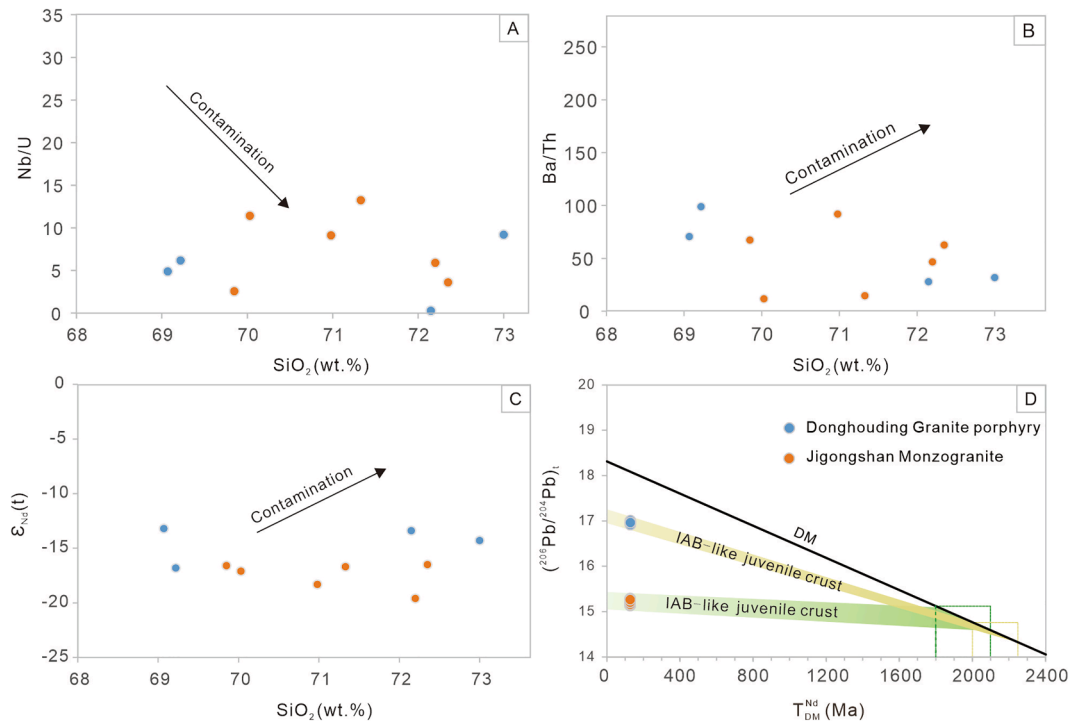 A
35
30
25
20
15
10
5
0
Nb/U
Contamination
68 69 70 71 72 73
SiO₂(wt.%)
B
250
200
150
100
50
0
Ba/Th
Contamination
68 69 70 71 72 73
SiO₂(wt.%)
C
0
-5
-10
-15
-20
-25
ε_Nd(t)
Contamination
68 69 70 71 72 73
SiO₂(wt.%)
D
20
19
18
17
16
15
14
(²⁰⁶Pb/²⁰⁴Pb)t
Donghouding Granite porphyry
Jigongshan Monzogranite
DM
IAB-like juvenile crust
IAB-like juvenile crust
0 400 800 1200 1600 2000 2400
T_DM^Nd (Ma)